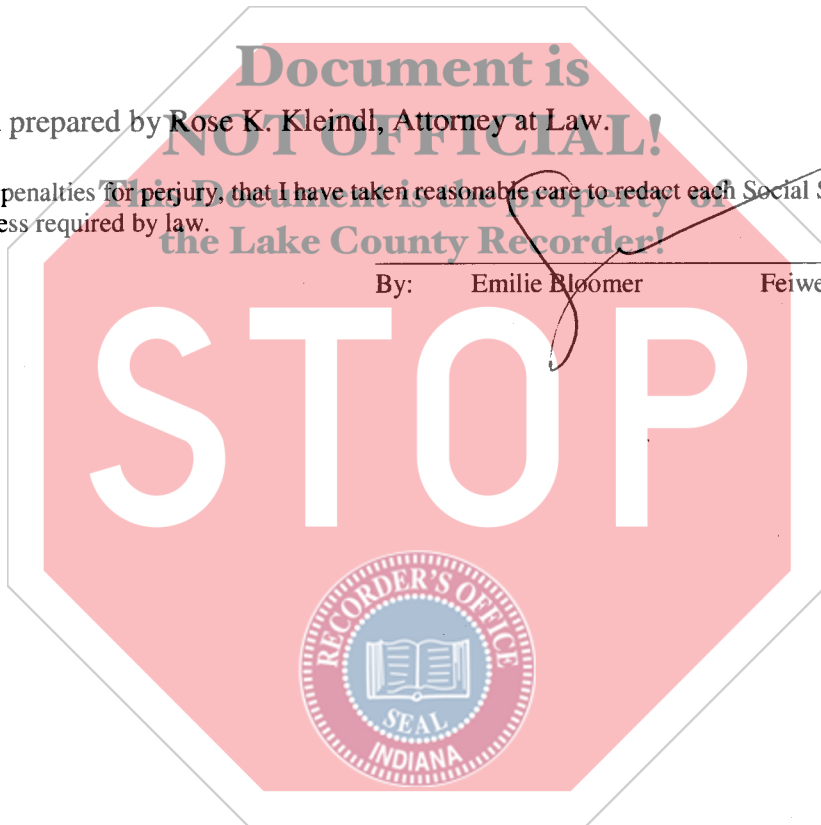 Document is
prepared by Rose K. Kleindl, Attorney at Law.
NOT OFFICIAL!
penalties for perjury, that I have taken reasonable care to redact each Social S
This Document is the property of
ess required by law.
the Lake County Recorder!
By: Emilie Bloomer Feiwe
STOP
RECORDER'S OFFICE
SEAL
INDIANA